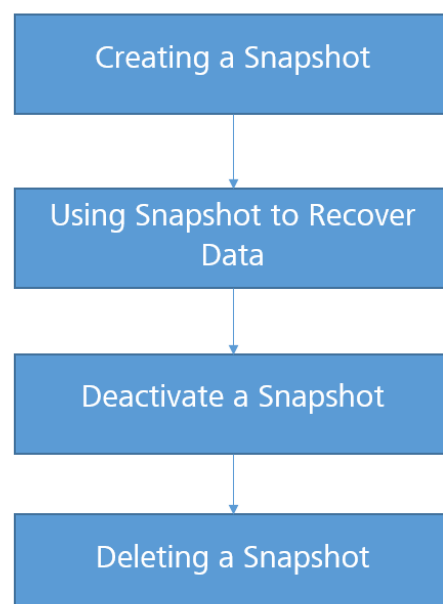 Creating a Snapshot
Using Snapshot to Recover
Data
Deactivate a Snapshot
Deleting a Snapshot